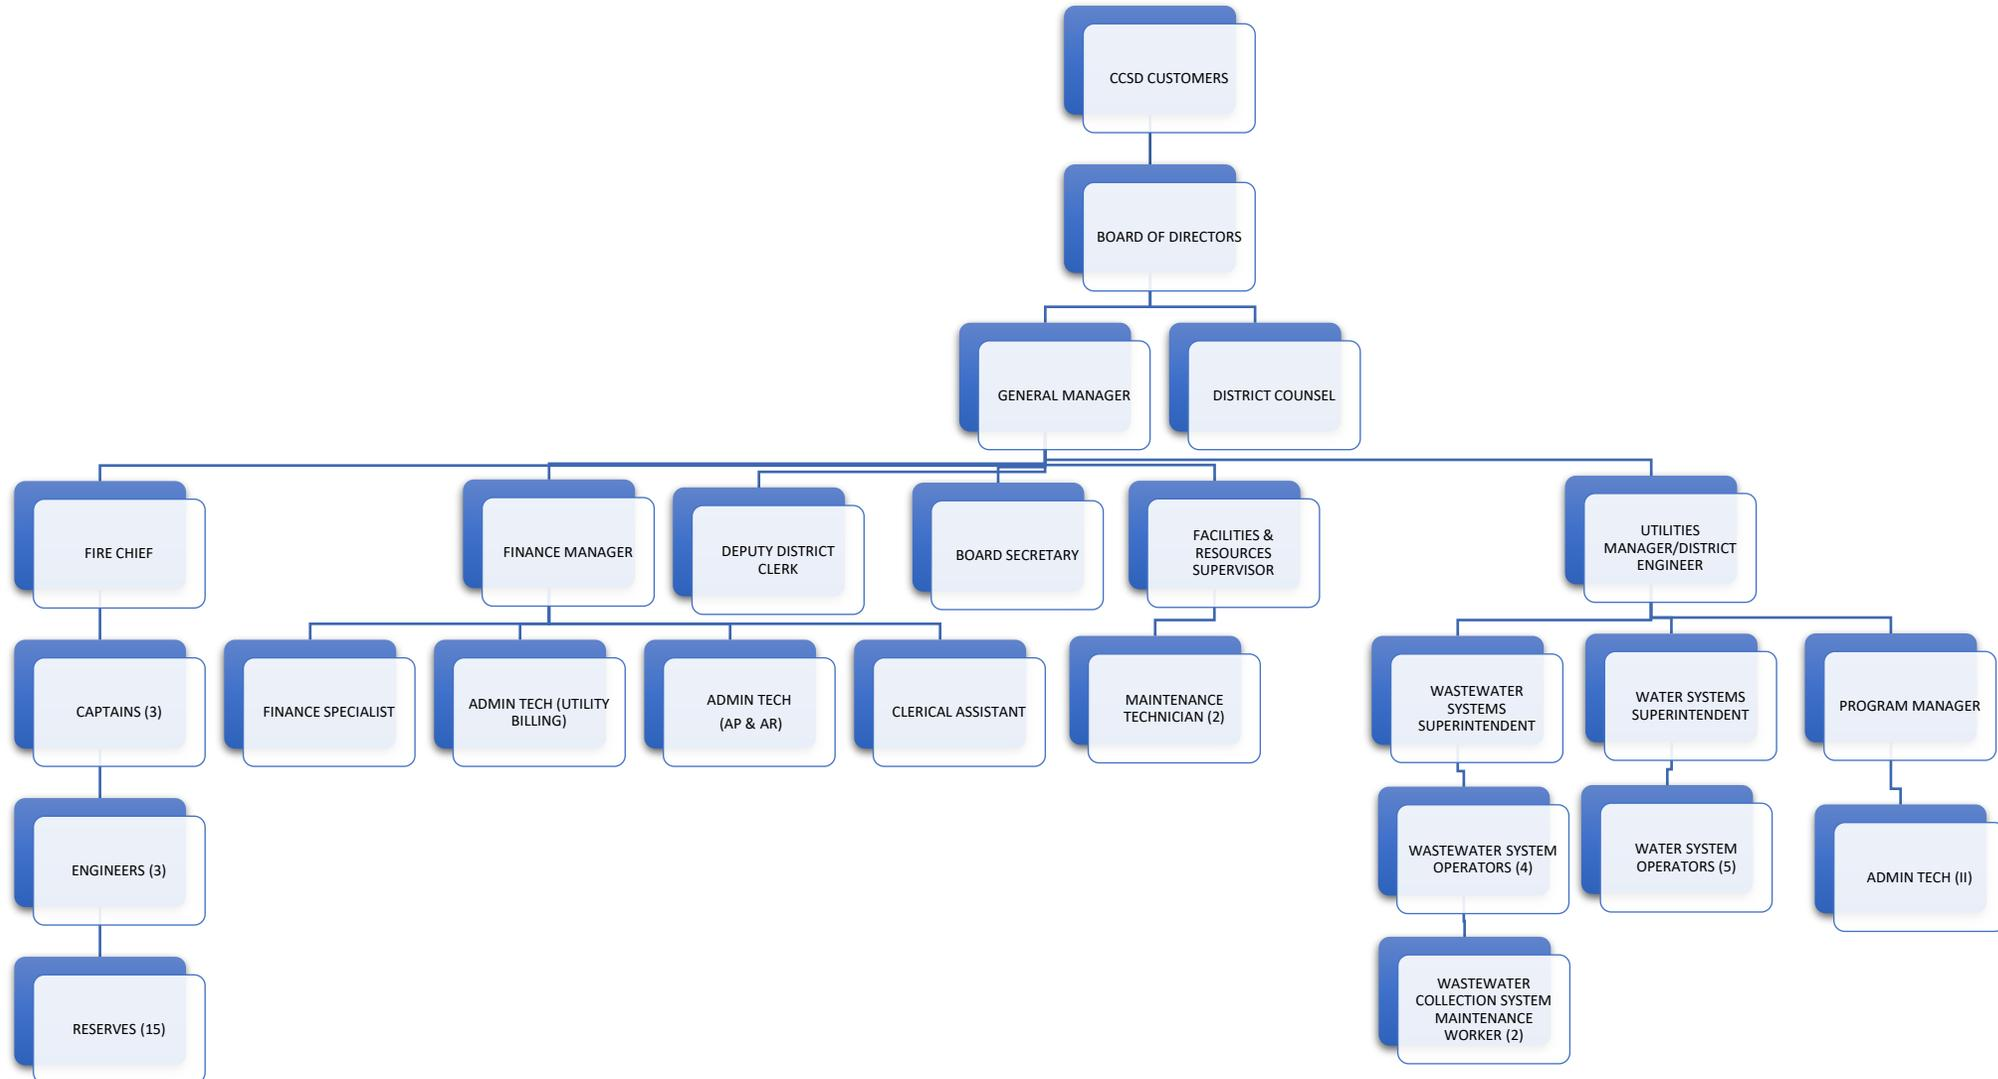 CCSD CUSTOMERS
BOARD OF DIRECTORS
GENERAL MANAGER
DISTRICT COUNSEL
FIRE CHIEF
FINANCE MANAGER
DEPUTY DISTRICT
CLERK
BOARD SECRETARY
FACILITIES &
RESOURCES
SUPERVISOR
UTILITIES
MANAGER/DISTRICT
ENGINEER
CAPTAINS (3)
FINANCE SPECIALIST
ADMIN TECH (UTILITY
BILLING)
ADMIN TECH
(AP & AR)
CLERICAL ASSISTANT
MAINTENANCE
TECHNICIAN (2)
WASTEWATER
SYSTEMS
SUPERINTENDENT
WATER SYSTEMS
SUPERINTENDENT
PROGRAM MANAGER
ENGINEERS (3)
WASTEWATER SYSTEM
OPERATORS (4)
WATER SYSTEM
OPERATORS (5)
ADMIN TECH (II)
RESERVES (15)
WASTEWATER
COLLECTION SYSTEM
MAINTENANCE
WORKER (2)